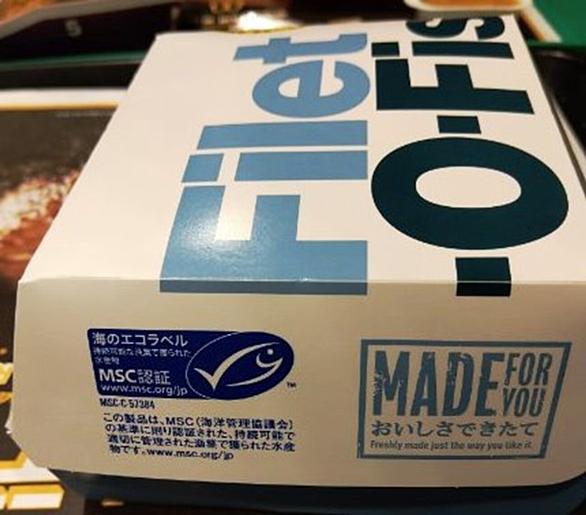 Filet
-O-Fis
海のエコラベル
持続可能な漁業で獲られた
水産物
MSC認証
www.msc.org/jp
TM
MSC-C-57384
この製品は、MSC(海洋管理協議会)
の基準に則り認証された、持続可能で
適切に管理された漁業で獲られた水産
物です。www.msc.org/jp
MADE FOR YOU
おいしさできたて
Freshly made just the way you like it.